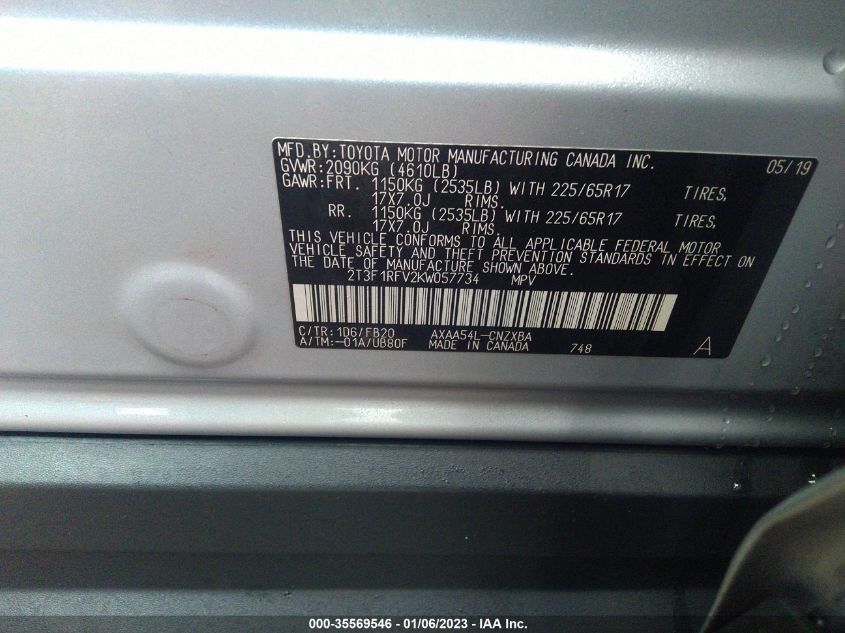 MFD.BY:TOYOTA MOTOR MANUFACTURING CANADA INC. 05/19
GVWR:2090KG (4610LB)
GAWR:FRT. 1150KG (2535LB) WITH 225/65R17 TIRES,
17X7.0J RIMS.
RR. 1150KG (2535LB) WITH 225/65R17 TIRES,
17X7.0J RIMS.
THIS VEHICLE CONFORMS TO ALL APPLICABLE FEDERAL MOTOR
VEHICLE SAFETY AND THEFT PREVENTION STANDARDS IN EFFECT ON
THE DATE OF MANUFACTURE SHOWN ABOVE.
2T3F1RFV2KW057734 MPV
C/TR:1D6/FB20 AXAA54L-CNZXBA
A/TM:-01A/UB80F MADE IN CANADA 748 A
000-35569546 - 01/06/2023 - IAA Inc.